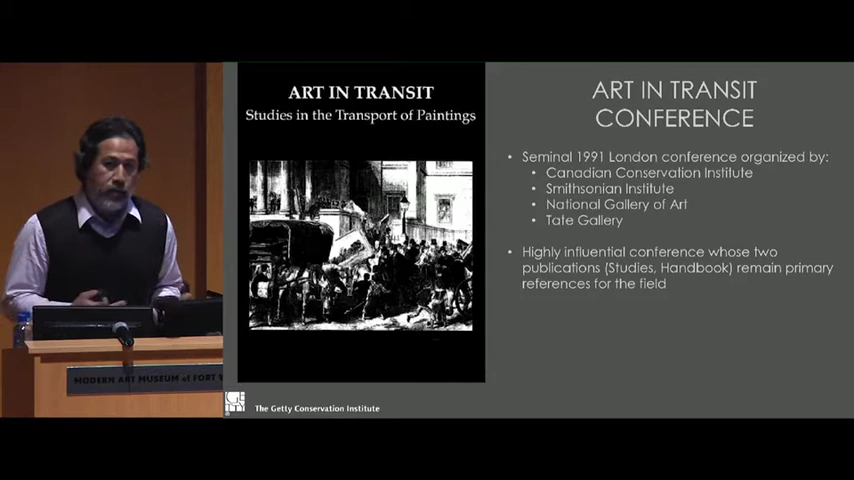 ART IN TRANSIT
Studies in the Transport of Paintings
ART IN TRANSIT
CONFERENCE
• Seminal 1991 London conference organized by:
• Canadian Conservation Institute
• Smithsonian Institute
• National Gallery of Art
• Tate Gallery
• Highly influential conference whose two
publications (Studies, Handbook) remain primary
references for the field
The Getty Conservation Institute
MODERN ART MUSEUM OF FORT W